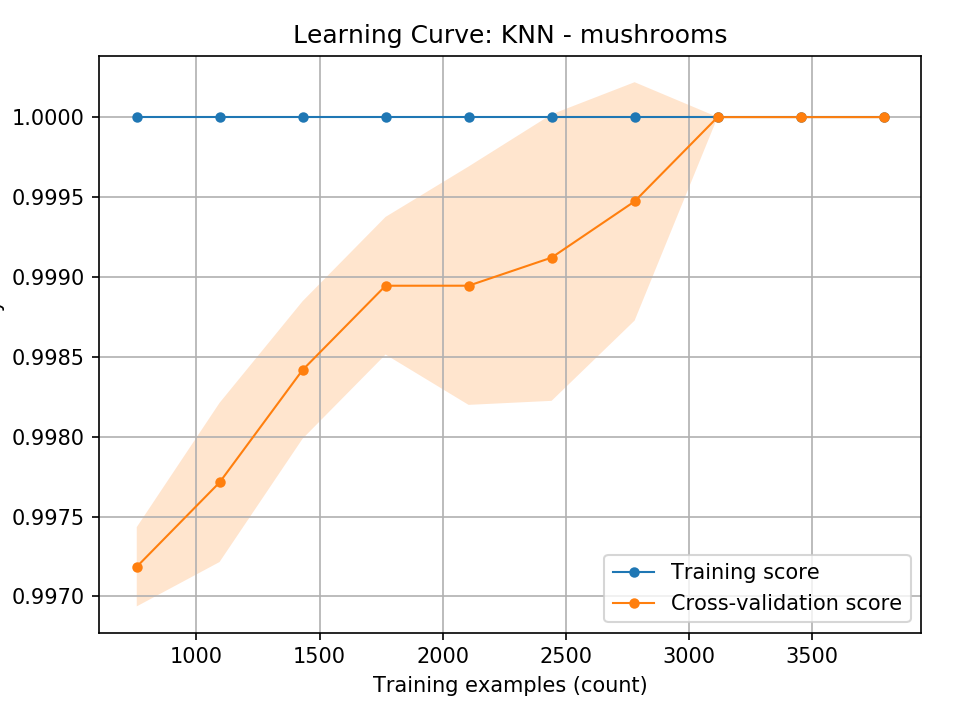 Learning Curve: KNN - mushrooms
1.0000
0.9995
0.9990
0.9985
0.9980
0.9975
0.9970
1000 1500 2000 2500 3000 3500
Training examples (count)
Training score
Cross-validation score